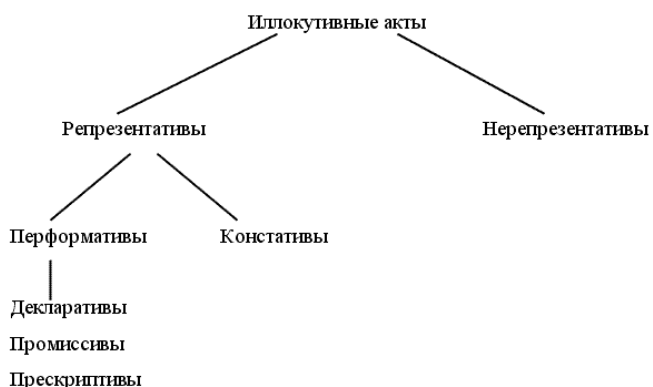 Иллокутивные акты
Репрезентативы Нерепрезентативы
Перформативы Констативы
Декларативы
Промиссивы
Прескриптивы